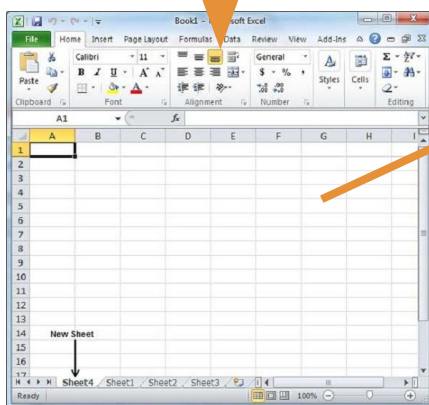 Book1 - soft Excel
File Home Insert Page Layout Formulas Data Review View Add-Ins
Calibri 11 General
Paste B I U A A $ % , Styles Cells Σ
Clipboard Font Alignment Number Editing
A1 fx
A B C D E F G H I
1
2
3
4
5
6
7
8
9
10
11
12
13
14 New Sheet
15
16
17
Sheet4 Sheet1 Sheet2 Sheet3
Ready 100%